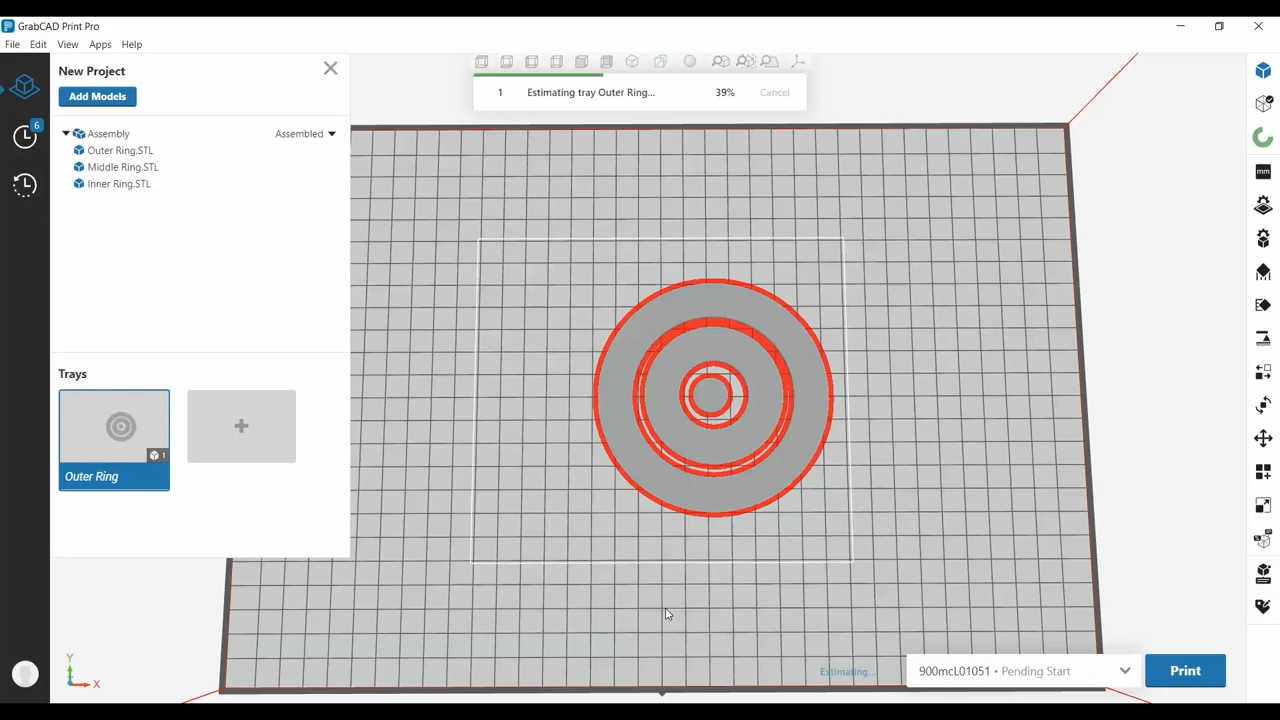 GrabCAD Print Pro
File Edit View Apps Help
New Project
Add Models
Assembly Assembled
Outer Ring.STL
Middle Ring.STL
Inner Ring.STL
6
1 Estimating tray Outer Ring... 39% Cancel
mm
Trays
1
Outer Ring
Y
X
Estimating...
900mcL01051 • Pending Start
Print